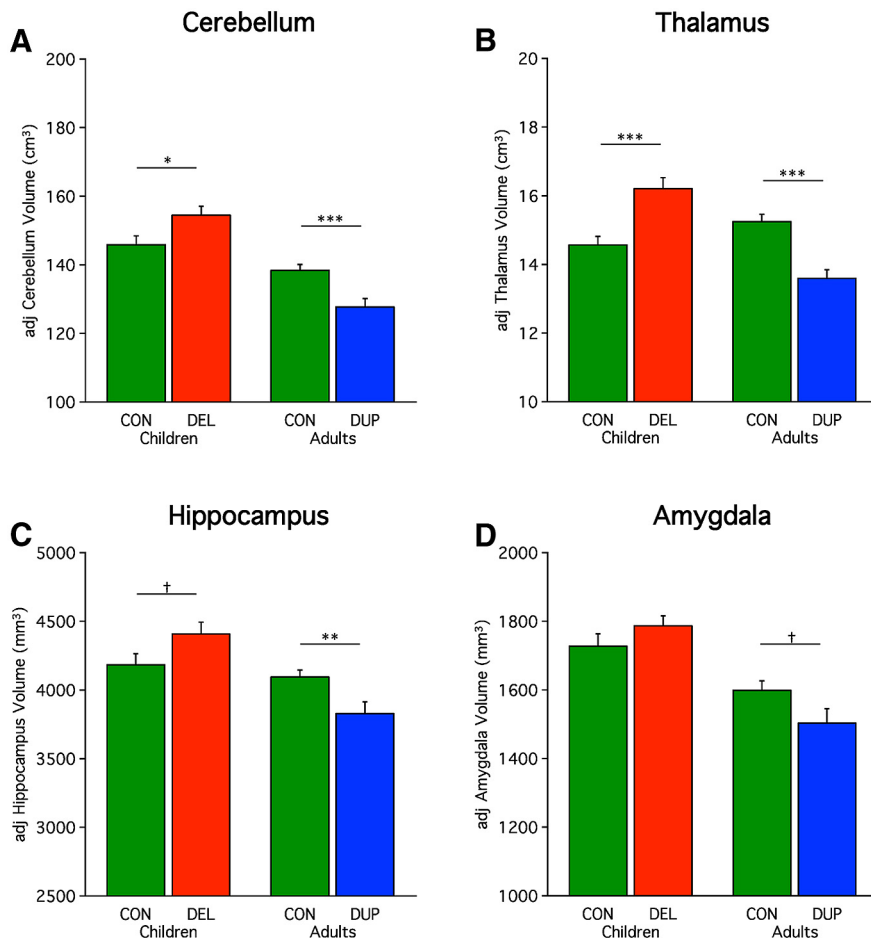 A
Cerebellum
adj Cerebellum Volume (cm³)
200
180
160
140
120
100
*
***
CON DEL CON DUP
Children Adults
B
Thalamus
adj Thalamus Volume (cm³)
20
18
16
14
12
10
***
***
CON DEL CON DUP
Children Adults
C
Hippocampus
adj Hippocampus Volume (mm³)
5000
4500
4000
3500
3000
2500
†
**
CON DEL CON DUP
Children Adults
D
Amygdala
adj Amygdala Volume (mm³)
2000
1800
1600
1400
1200
1000
†
CON DEL CON DUP
Children Adults